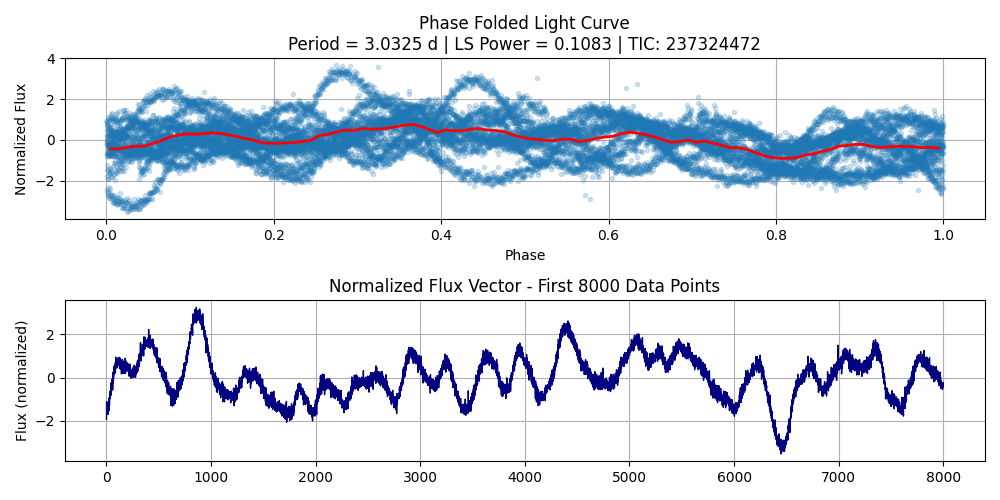 Phase Folded Light Curve
Period = 3.0325 d | LS Power = 0.1083 | TIC: 237324472
Normalized Flux
4
2
0
−2
0.0 0.2 0.4 0.6 0.8 1.0
Phase
Normalized Flux Vector - First 8000 Data Points
Flux (normalized)
2
0
−2
0 1000 2000 3000 4000 5000 6000 7000 8000